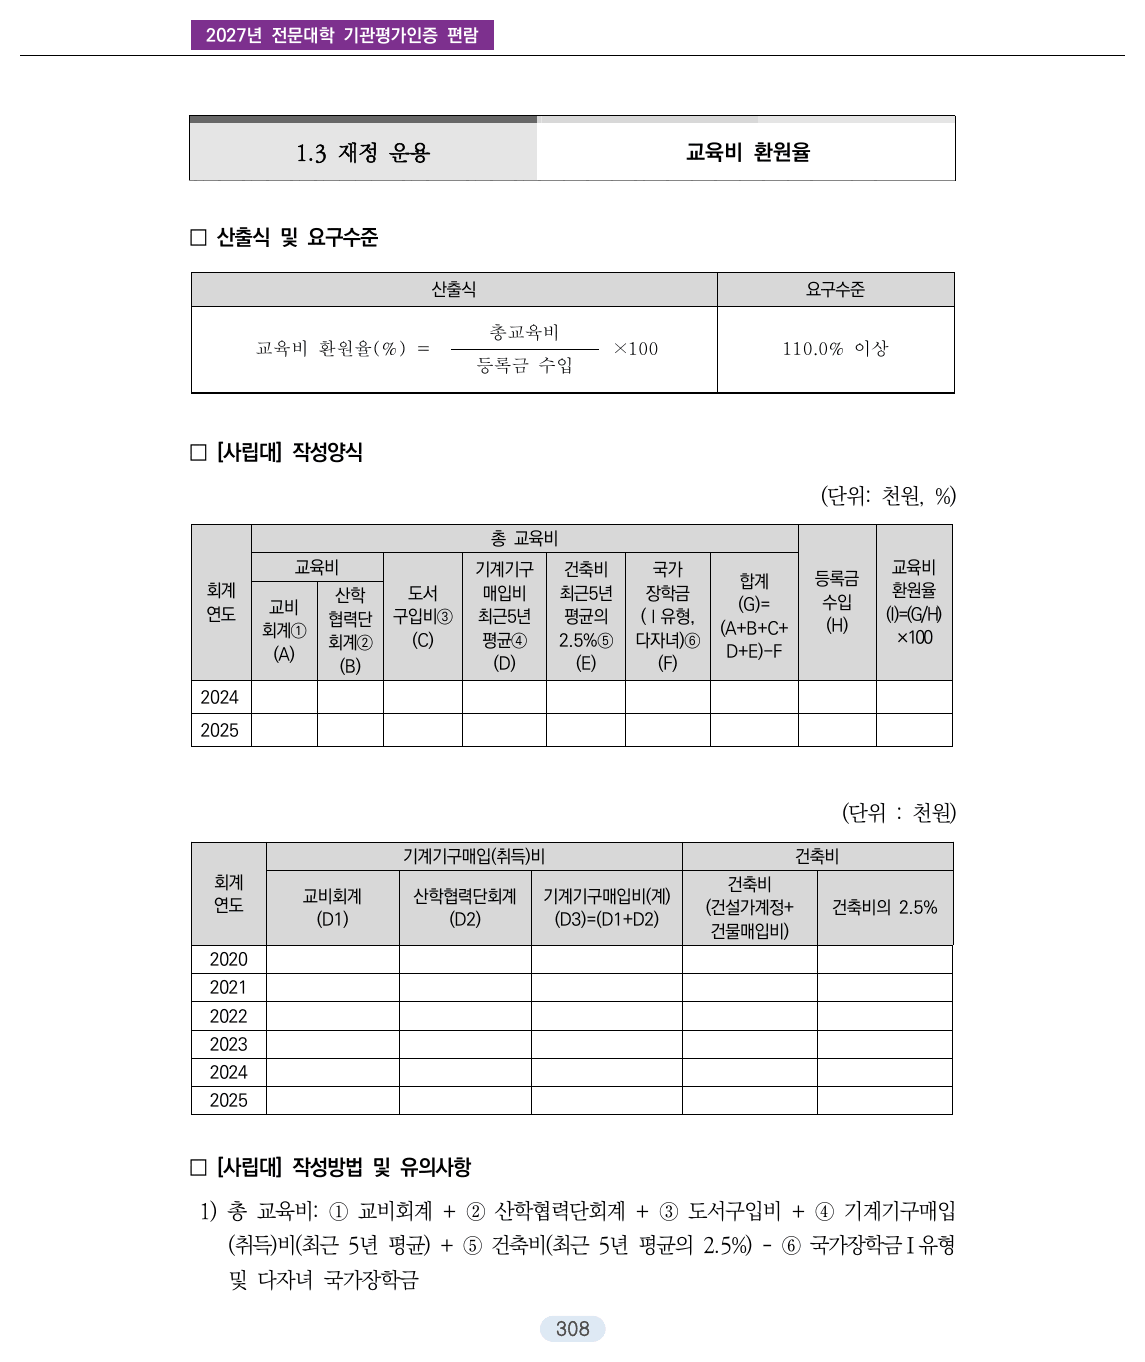 2027년 전문대학 기관평가인증 편람
1.3 재정 운용
교육비 환원율
□ 산출식 및 요구수준
산출식
요구수준
교육비 환원율(%) =
총교육비
등록금 수입
×100
110.0% 이상
□ [사립대] 작성양식
(단위: 천원, %)
회계
연도
총 교육비
교육비
교비
회계①
(A)
산학
협력단
회계②
(B)
도서
구입비③
(C)
기계기구
매입비
최근5년
평균④
(D)
건축비
최근5년
평균의
2.5%⑤
(E)
국가
장학금
(Ⅰ유형,
다자녀)⑥
(F)
합계
(G)=
(A+B+C+
D+E)-F
등록금
수입
(H)
교육비
환원율
(I)=(G/H)
×100
2024
2025
(단위 : 천원)
회계
연도
기계기구매입(취득)비
건축비
교비회계
(D1)
산학협력단회계
(D2)
기계기구매입비(계)
(D3)=(D1+D2)
건축비
(건설가계정+
건물매입비)
건축비의 2.5%
2020
2021
2022
2023
2024
2025
□ [사립대] 작성방법 및 유의사항
1) 총 교육비: ① 교비회계 + ② 산학협력단회계 + ③ 도서구입비 + ④ 기계기구매입
(취득)비(최근 5년 평균) + ⑤ 건축비(최근 5년 평균의 2.5%) - ⑥ 국가장학금Ⅰ유형
및 다자녀 국가장학금
308